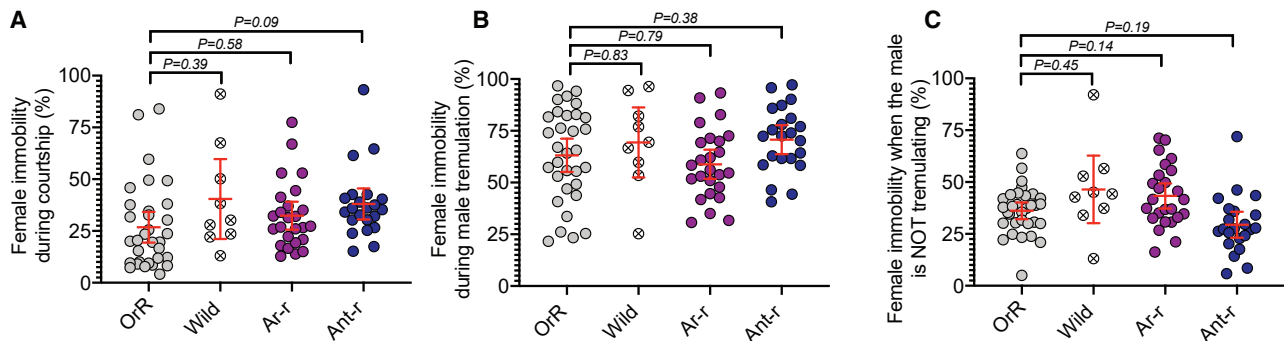 A
P=0.09
P=0.58
P=0.39
Female immobility
during courtship (%)
100
75
50
25
0
OrR
Wild
Ar-r
Ant-r
B
P=0.38
P=0.79
P=0.83
Female immobility
during male tremulation (%)
100
75
50
25
0
OrR
Wild
Ar-r
Ant-r
C
P=0.19
P=0.14
P=0.45
Female immoblity when the male
is NOT tremulating (%)
100
75
50
25
0
OrR
Wild
Ar-r
Ant-r